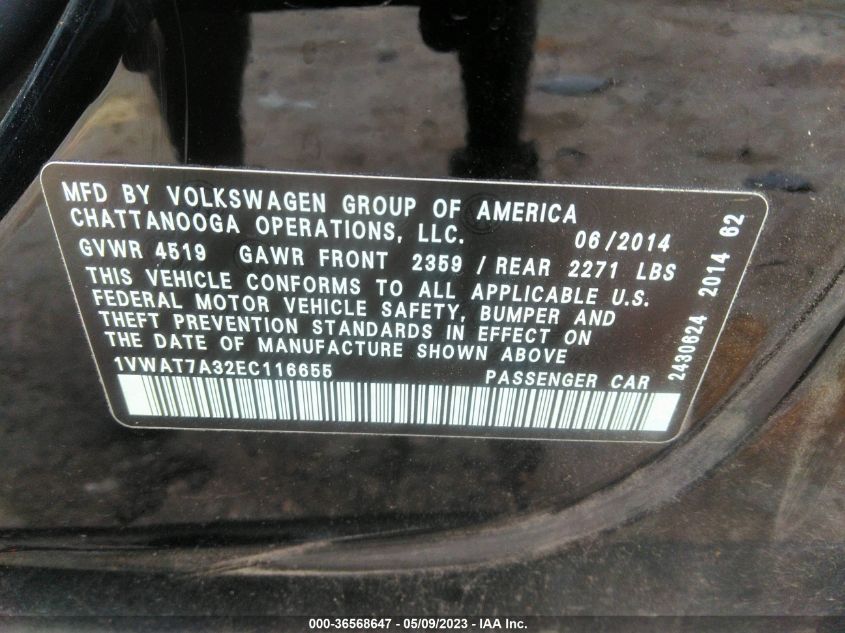 MFD BY VOLKSWAGEN GROUP OF AMERICA
CHATTANOOGA OPERATIONS, LLC. 06/2014
GVWR 4519 GAWR FRONT 2359 / REAR 2271 LBS
THIS VEHICLE CONFORMS TO ALL APPLICABLE U.S.
FEDERAL MOTOR VEHICLE SAFETY, BUMPER AND
THEFT PREVENTION STANDARDS IN EFFECT ON
THE DATE OF MANUFACTURE SHOWN ABOVE
1VWAT7A32EC116655 PASSENGER CAR
2430624 2014 62
000-36568647 - 05/09/2023 - IAA Inc.